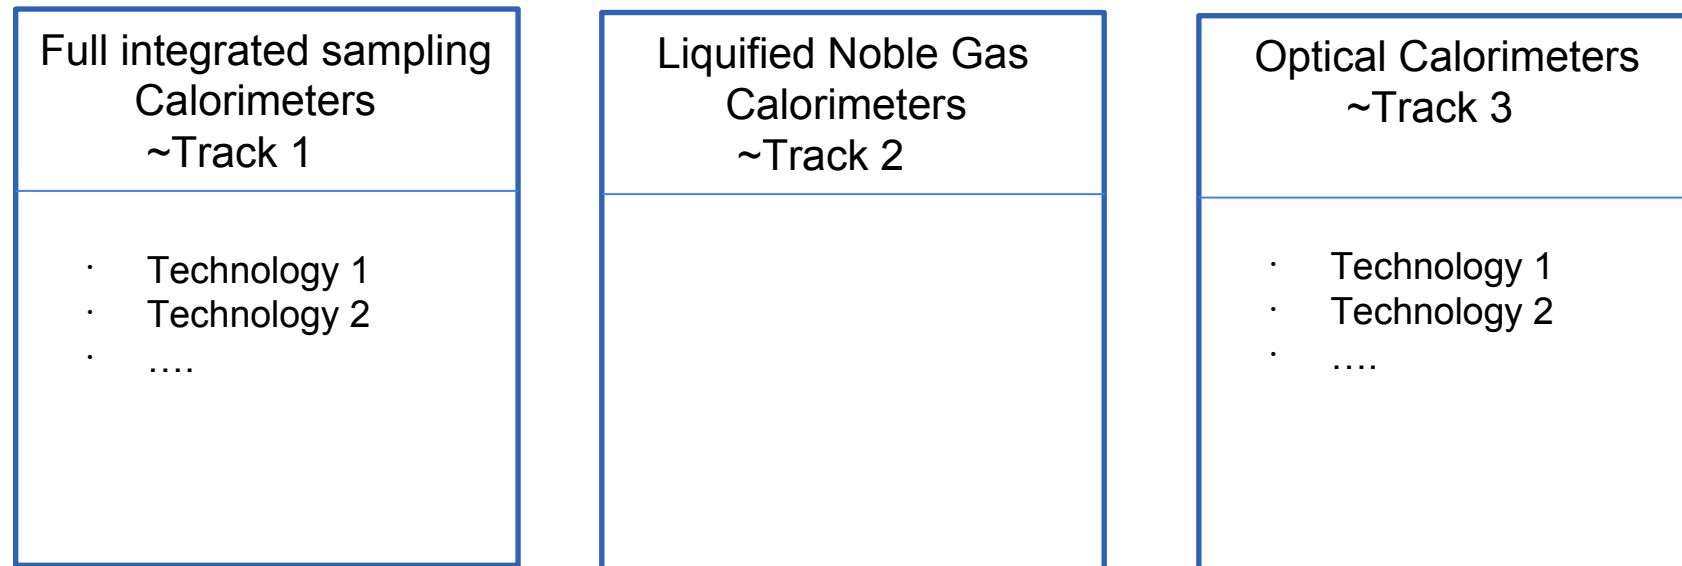 Full integrated sampling
Calorimeters
~Track 1
· Technology 1
· Technology 2
· ….
Liquified Noble Gas
Calorimeters
~Track 2
Optical Calorimeters
~Track 3
· Technology 1
· Technology 2
· ….